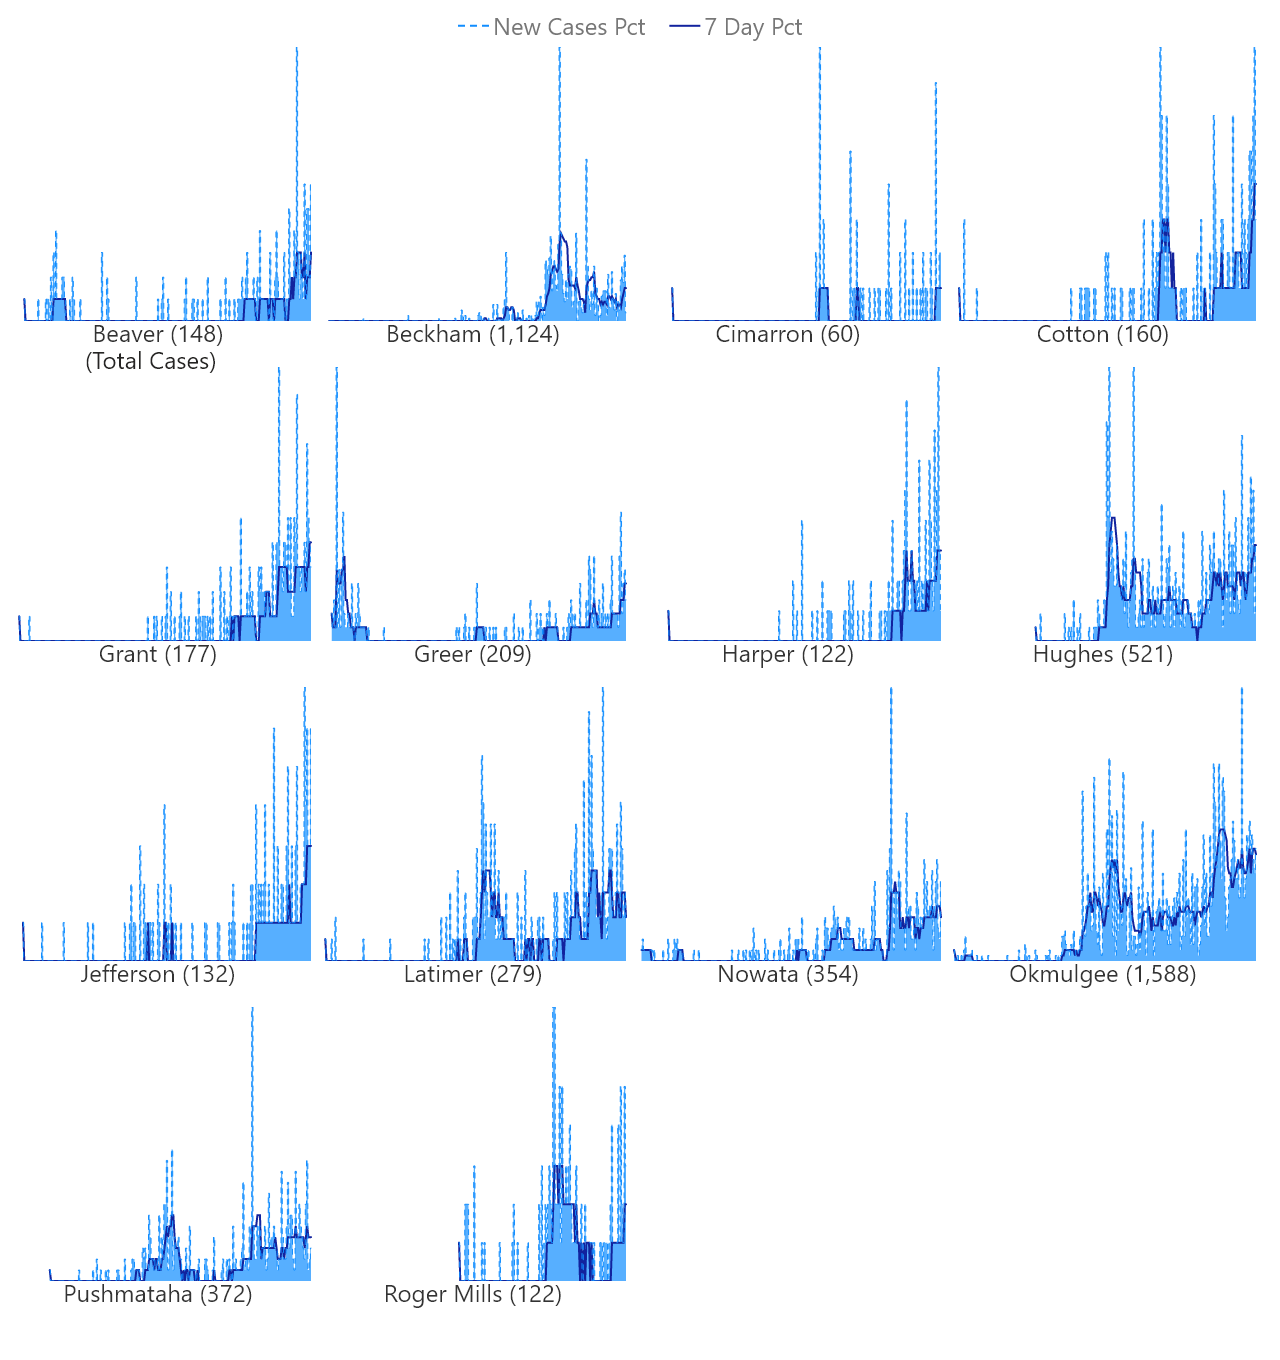 New Cases Pct 7 Day Pct
Beaver (148) Beckham (1,124) Cimarron (60) Cotton (160)
(Total Cases)
Grant (177) Greer (209) Harper (122) Hughes (521)
Jefferson (132) Latimer (279) Nowata (354) Okmulgee (1,588)
Pushmataha (372) Roger Mills (122)